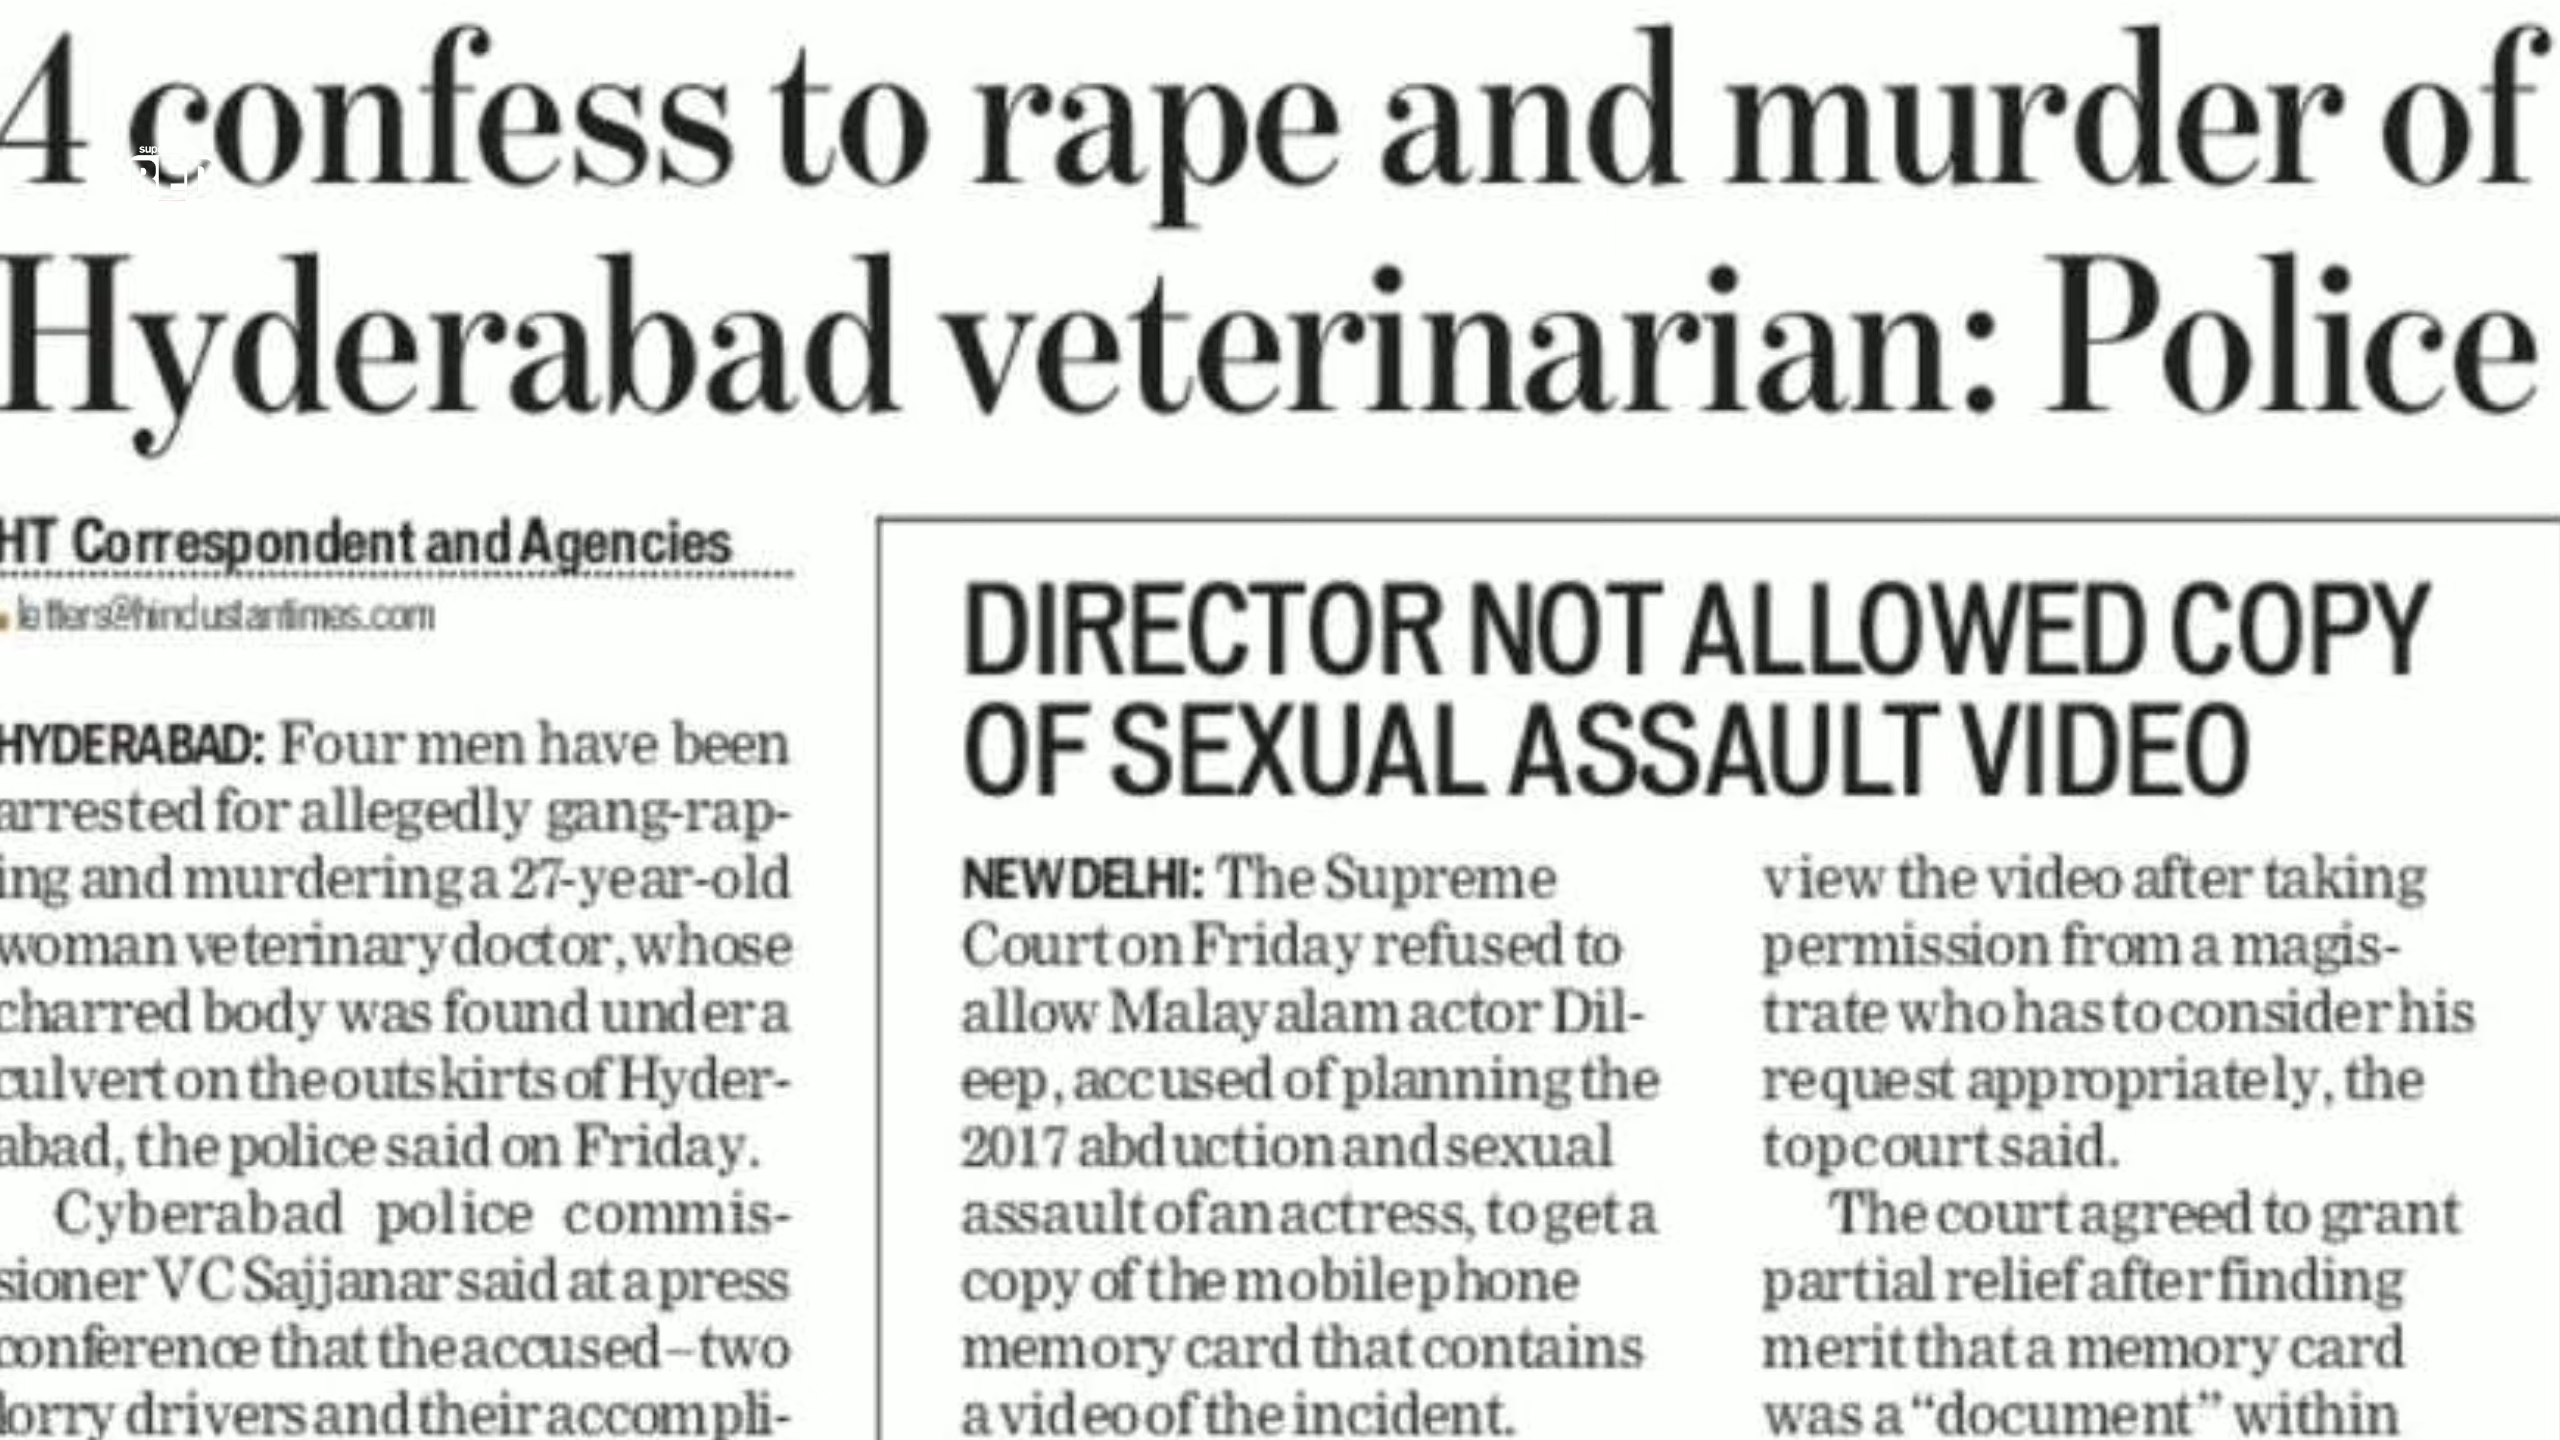 4 confess to rape and murder of
Hyderabad veterinarian: Police
HT Correspondent and Agencies
letters@hindustantimes.com
HYDERABAD: Four men have been
arrested for allegedly gang-rap-
ing and murdering a 27-year-old
woman veterinary doctor, whose
charred body was found under a
culvert on the outskirts of Hyder-
abad, the police said on Friday.
Cyberabad police commis-
sioner VC Sajjanar said at a press
conference that the accused–two
lorry drivers and their accompli-
DIRECTOR NOT ALLOWED COPY
OF SEXUAL ASSAULT VIDEO
NEW DELHI: The Supreme
Court on Friday refused to
allow Malayalam actor Dil-
eep, accused of planning the
2017 abduction and sexual
assault of an actress, to get a
copy of the mobile phone
memory card that contains
a video of the incident.
view the video after taking
permission from a magis-
trate who has to consider his
request appropriately, the
top court said.
The court agreed to grant
partial relief after finding
merit that a memory card
was a “document” within